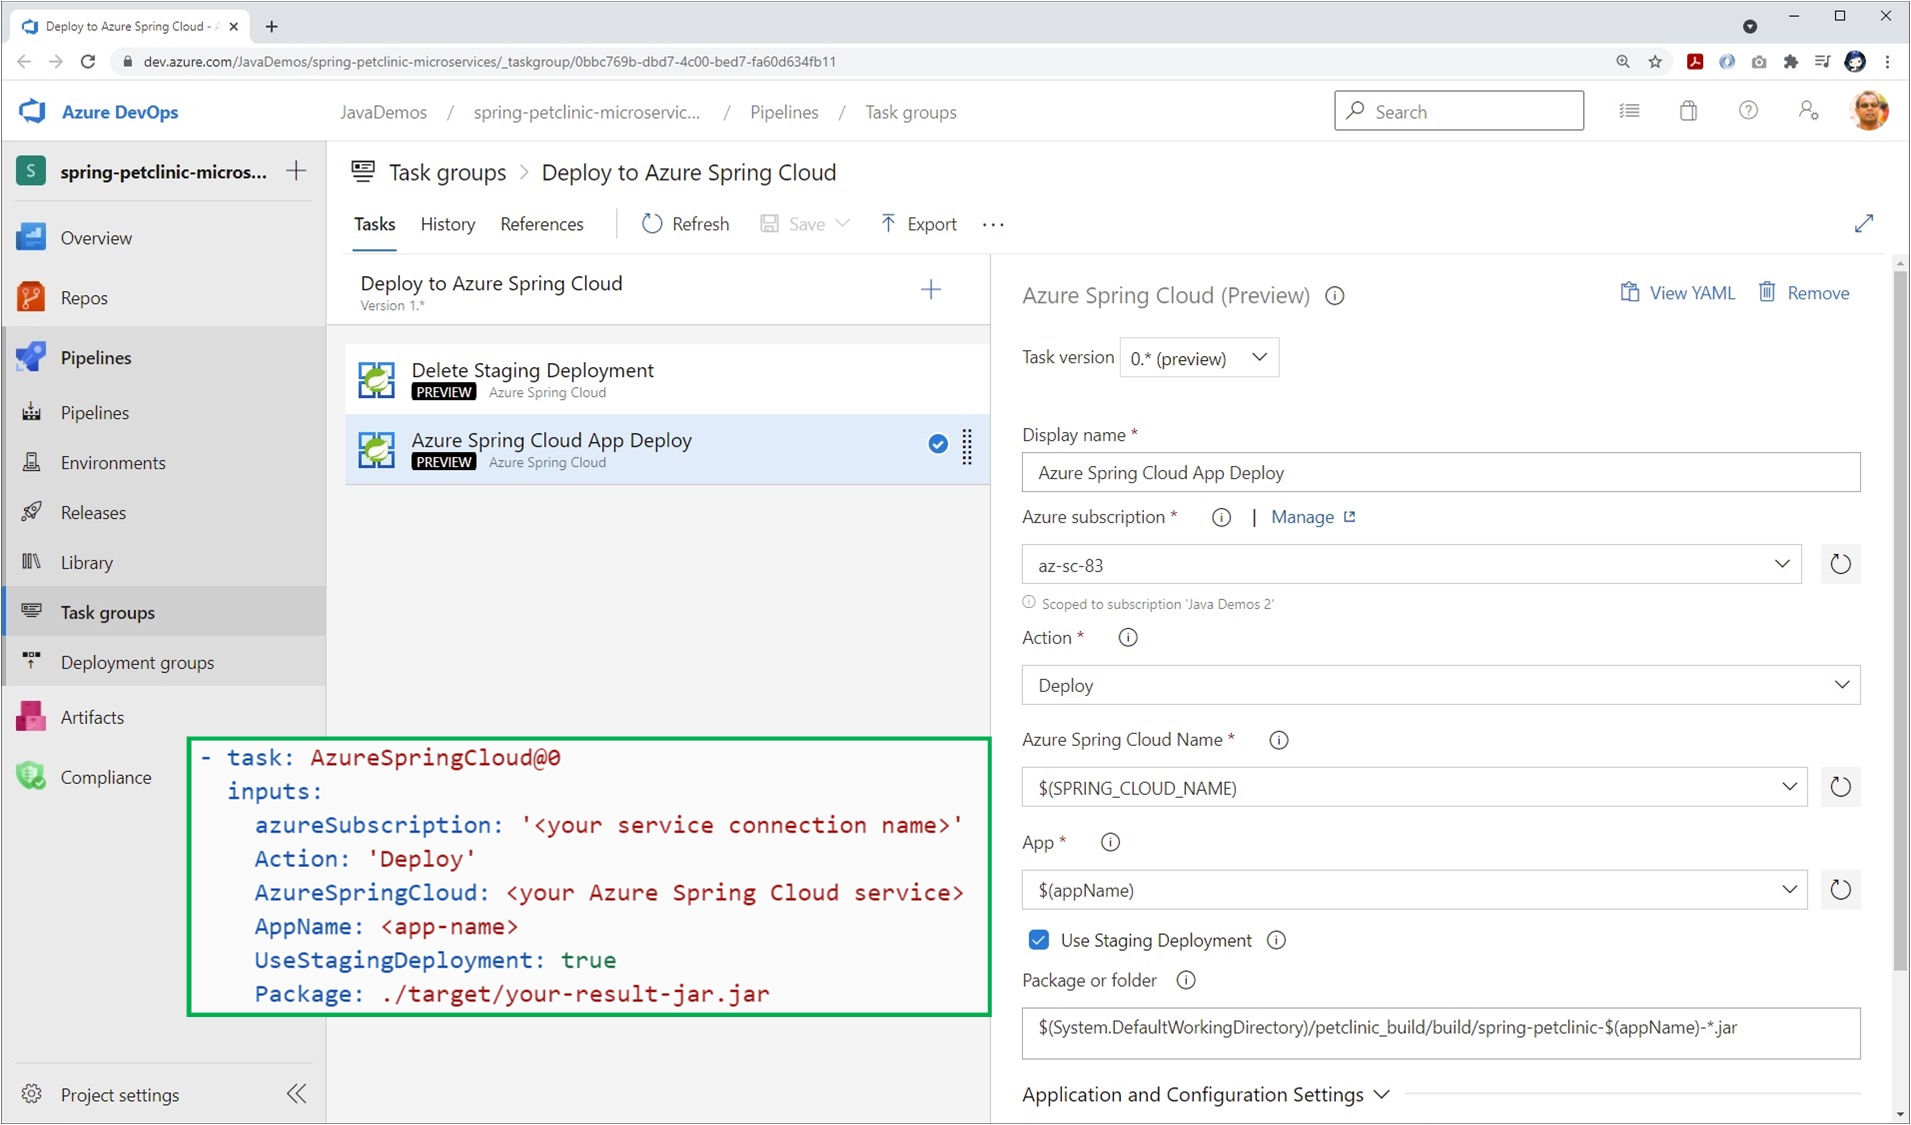 Deploy to Azure Spring Cloud -
dev.azure.com/JavaDemos/spring-petclinic-microservices/_taskgroup/0bbc769b-dbd7-4c00-bed7-fa60d634fb11
Azure DevOps
JavaDemos / spring-petclinic-microservic... / Pipelines / Task groups
Search
S spring-petclinic-micros...
Overview
Repos
Pipelines
Pipelines
Environments
Releases
Library
Task groups
Deployment groups
Artifacts
Compliance
Project settings
Task groups > Deploy to Azure Spring Cloud
Tasks History References Refresh Save Export ...
Deploy to Azure Spring Cloud
Version 1.*
Delete Staging Deployment
PREVIEW Azure Spring Cloud
Azure Spring Cloud App Deploy
PREVIEW Azure Spring Cloud
- task: AzureSpringCloud@0
inputs:
azureSubscription: '<your service connection name>'
Action: 'Deploy'
AzureSpringCloud: <your Azure Spring Cloud service>
AppName: <app-name>
UseStagingDeployment: true
Package: ./target/your-result-jar.jar
Azure Spring Cloud (Preview)
View YAML Remove
Task version 0.* (preview)
Display name *
Azure Spring Cloud App Deploy
Azure subscription * | Manage
az-sc-83
Scoped to subscription 'Java Demos 2'
Action *
Deploy
Azure Spring Cloud Name *
$(SPRING_CLOUD_NAME)
App *
$(appName)
Use Staging Deployment
Package or folder
$(System.DefaultWorkingDirectory)/petclinic_build/build/spring-petclinic-$(appName)-*.jar
Application and Configuration Settings